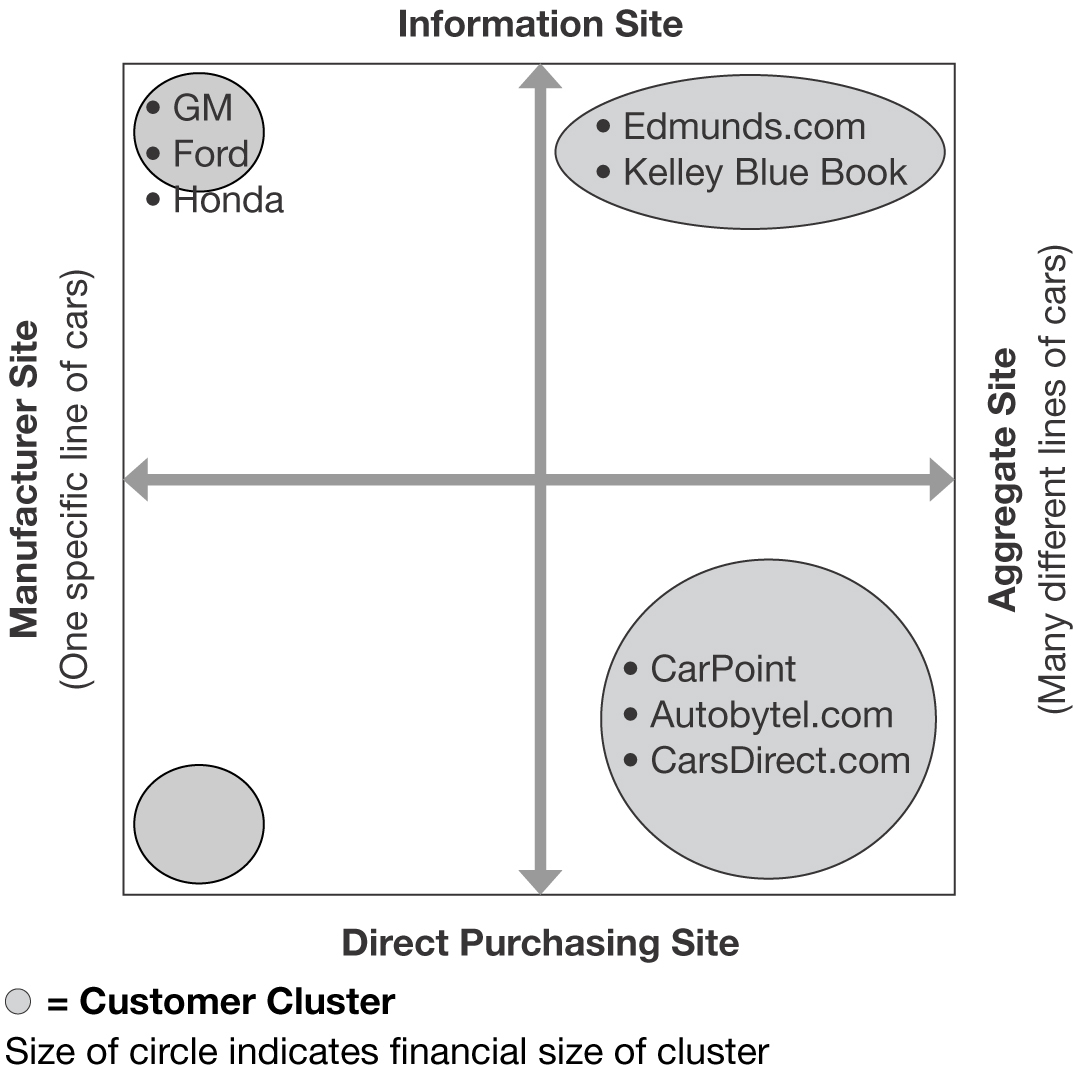 Information Site
• GM
• Ford
• Honda
• Edmunds.com
• Kelley Blue Book
Manufacturer Site
(One specific line of cars)
Aggregate Site
(Many different lines of cars)
• CarPoint
• Autobytel.com
• CarsDirect.com
Direct Purchasing Site
= Customer Cluster
Size of circle indicates financial size of cluster